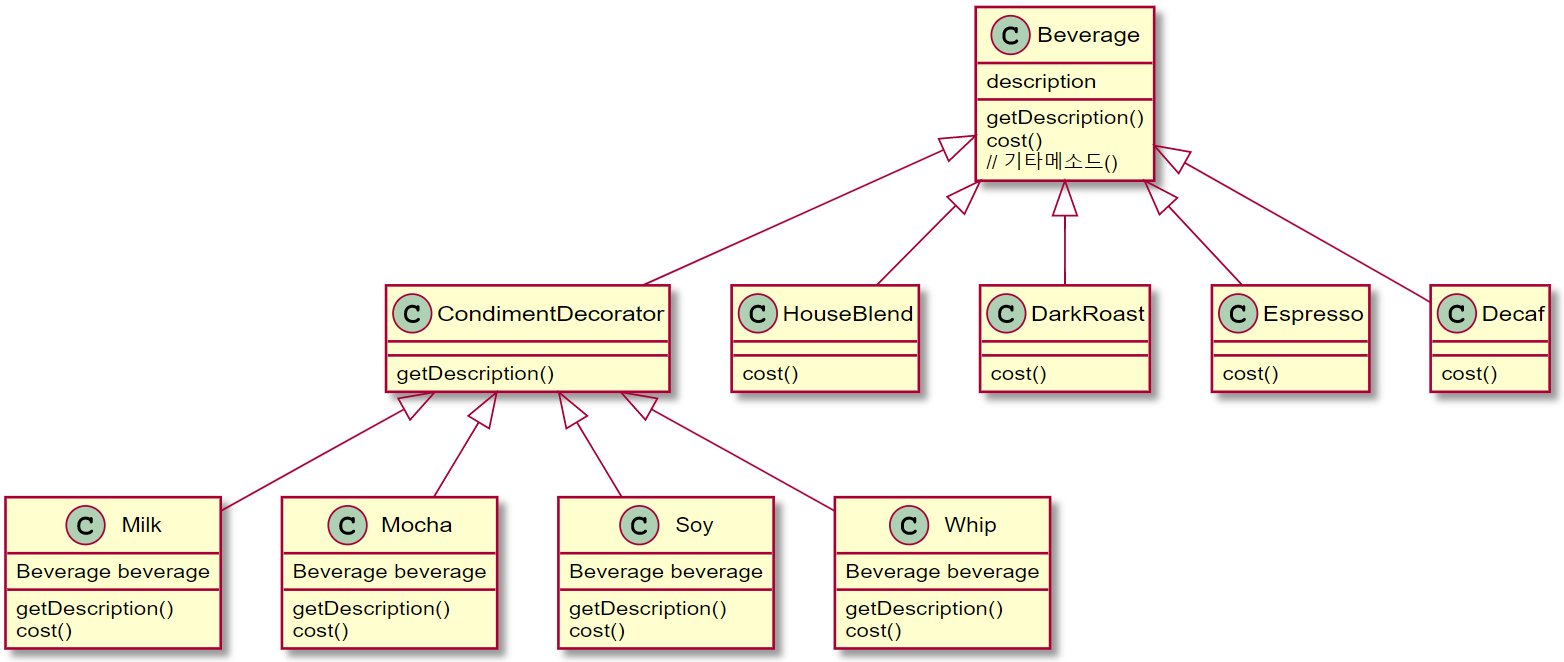 C Beverage
description
getDescription()
cost()
// 기타메소드()
C CondimentDecorator
getDescription()
C HouseBlend
cost()
C DarkRoast
cost()
C Espresso
cost()
C Decaf
cost()
C Milk
Beverage beverage
getDescription()
cost()
C Mocha
Beverage beverage
getDescription()
cost()
C Soy
Beverage beverage
getDescription()
cost()
C Whip
Beverage beverage
getDescription()
cost()